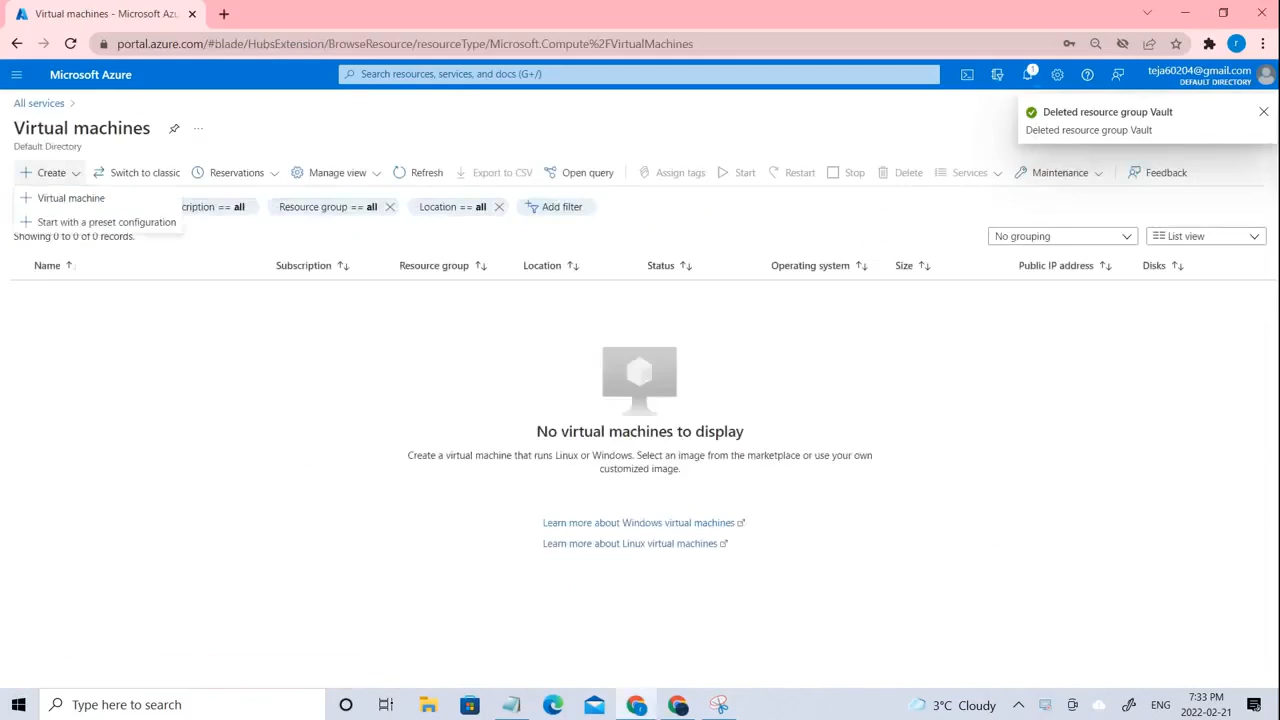 Virtual machines - Microsoft Azu
portal.azure.com/#blade/HubsExtension/BrowseResource/resourceType/Microsoft.Compute%2FVirtualMachines
Microsoft Azure
Search resources, services, and docs (G+/)
1
teja60204@gmail.com
DEFAULT DIRECTORY
All services >
Virtual machines
Default Directory
Deleted resource group Vault
Deleted resource group Vault
Create
Switch to classic
Reservations
Manage view
Refresh
Export to CSV
Open query
Assign tags
Start
Restart
Stop
Delete
Services
Maintenance
Feedback
Virtual machine
Start with a preset configuration
cription == all
Resource group == all
Location == all
Add filter
Showing 0 to 0 of 0 records.
No grouping
List view
Name
Subscription
Resource group
Location
Status
Operating system
Size
Public IP address
Disks
No virtual machines to display
Create a virtual machine that runs Linux or Windows. Select an image from the marketplace or use your own
customized image.
Learn more about Windows virtual machines
Learn more about Linux virtual machines
Type here to search
3°C Cloudy
ENG
7:33 PM
2022-02-21